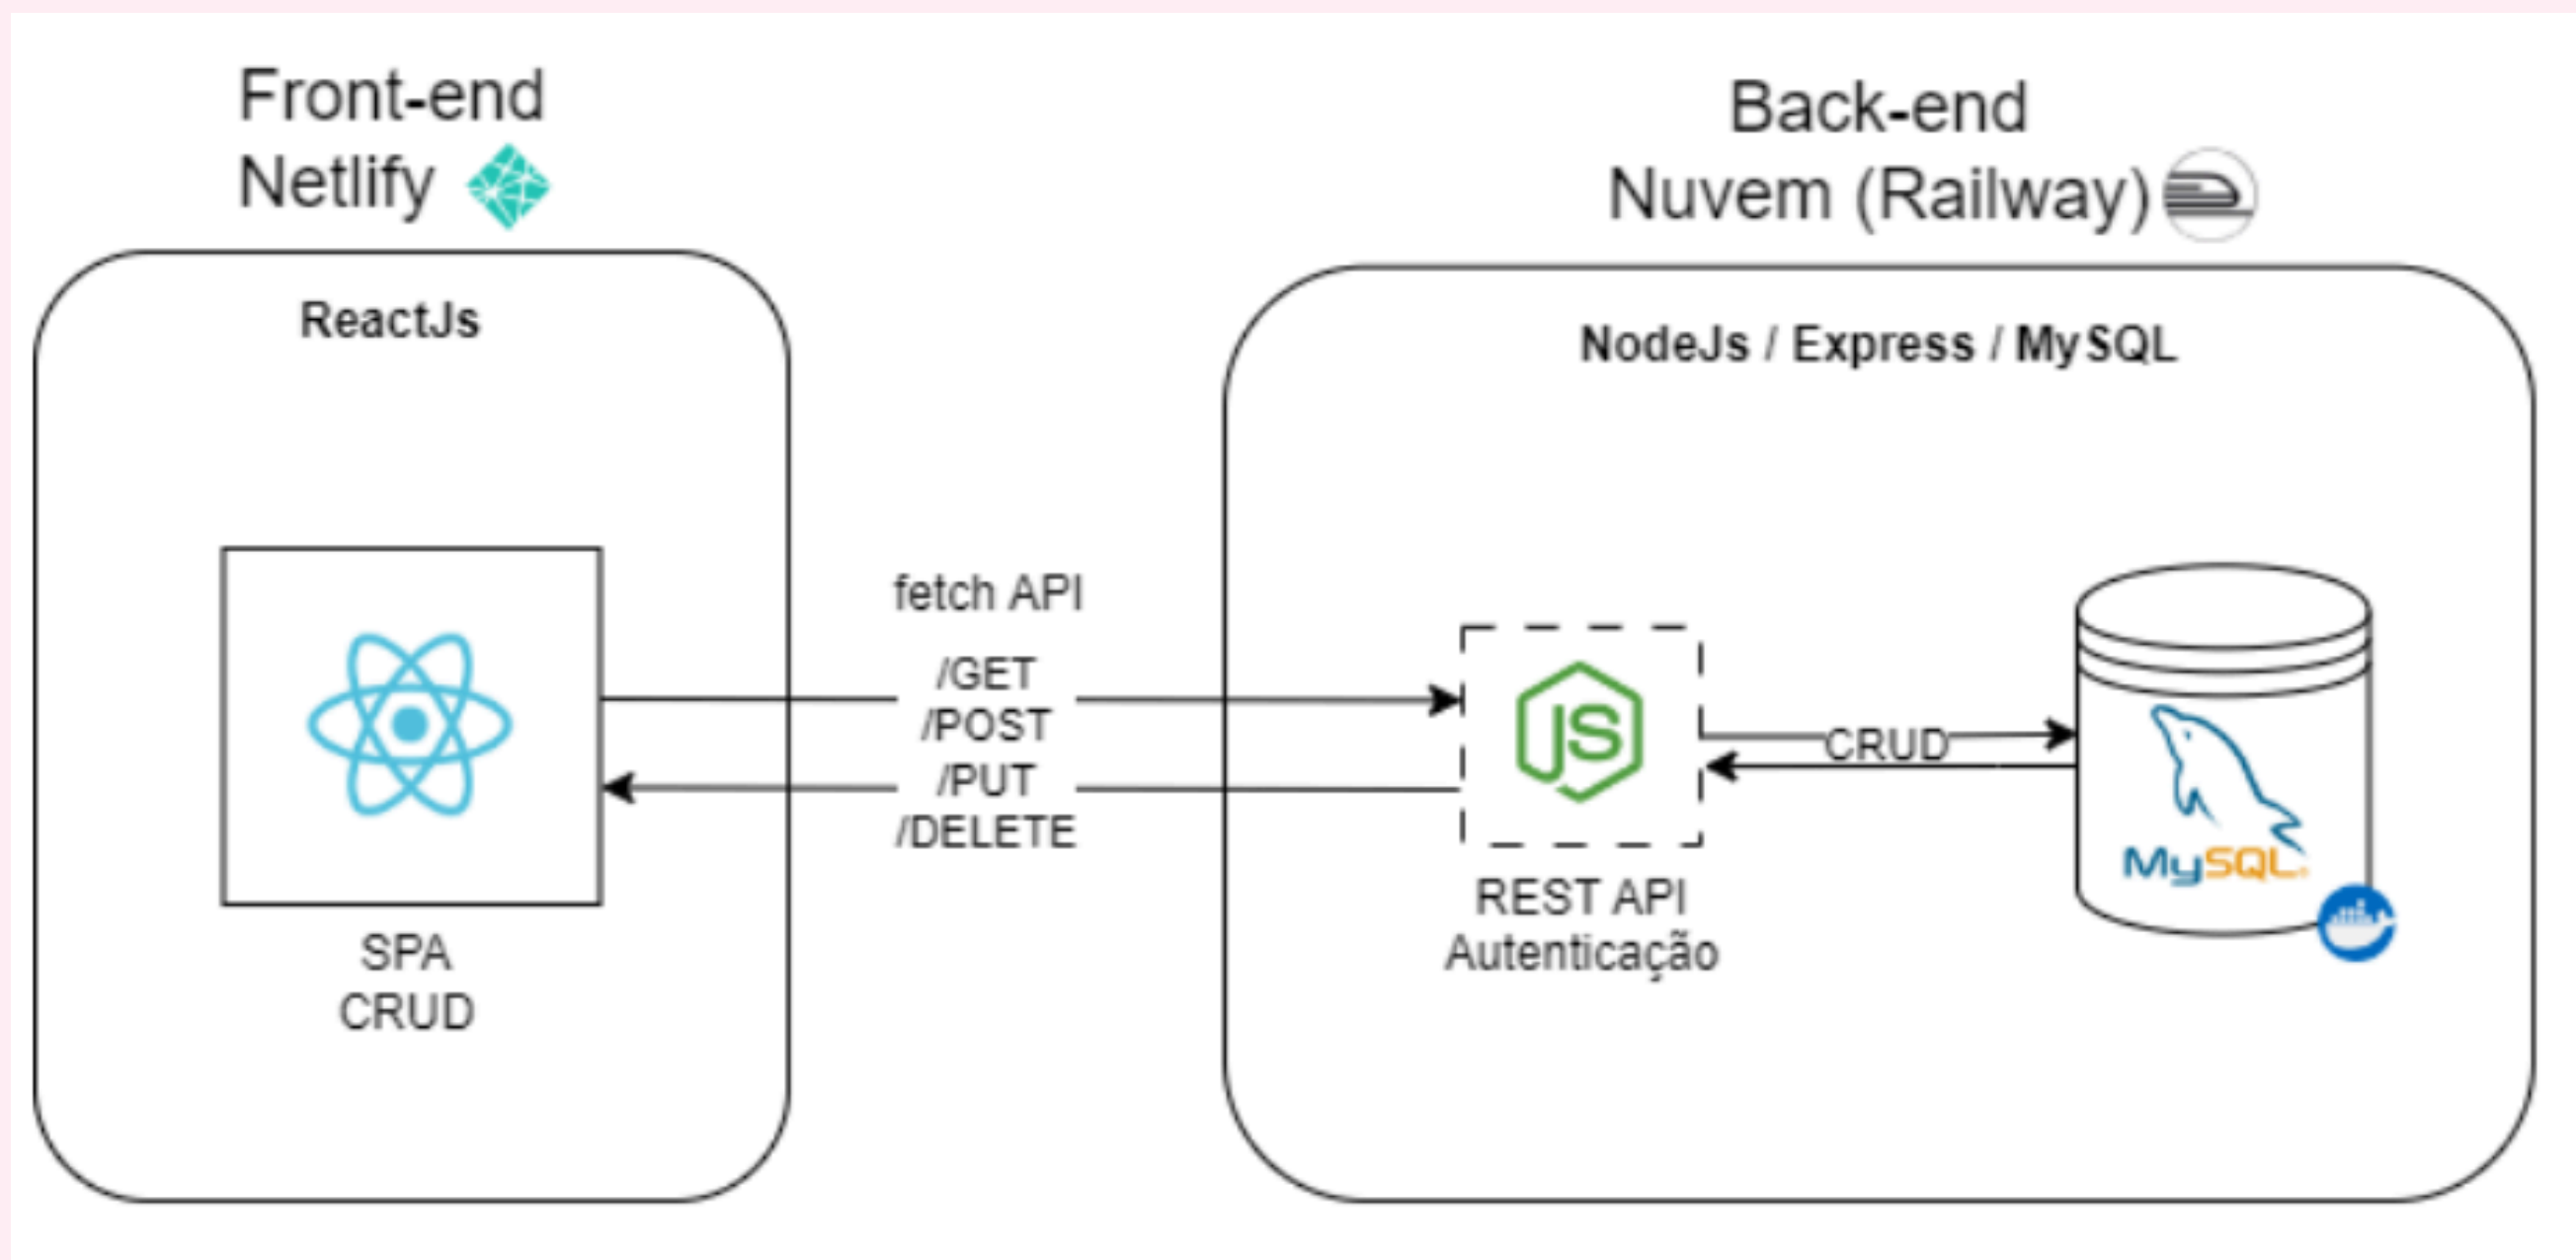 Front-end
Netlify
ReactJs
SPA
CRUD
fetch API
/GET
/POST
/PUT
/DELETE
Back-end
Nuvem (Railway)
NodeJs / Express / MySQL
JS
REST API
Autenticação
CRUD
MySQL